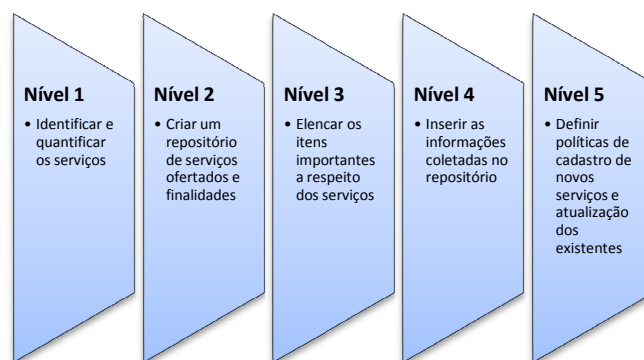 Nível 1
• Identificar e
quantificar
os serviços
Nível 2
• Criar um
repositório
de serviços
ofertados e
finalidades
Nível 3
• Elencar os
itens
importantes
a respeito
dos serviços
Nível 4
• Inserir as
informações
coletadas no
repositório
Nível 5
• Definir
políticas de
cadastro de
novos
serviços e
atualização
dos
existentes